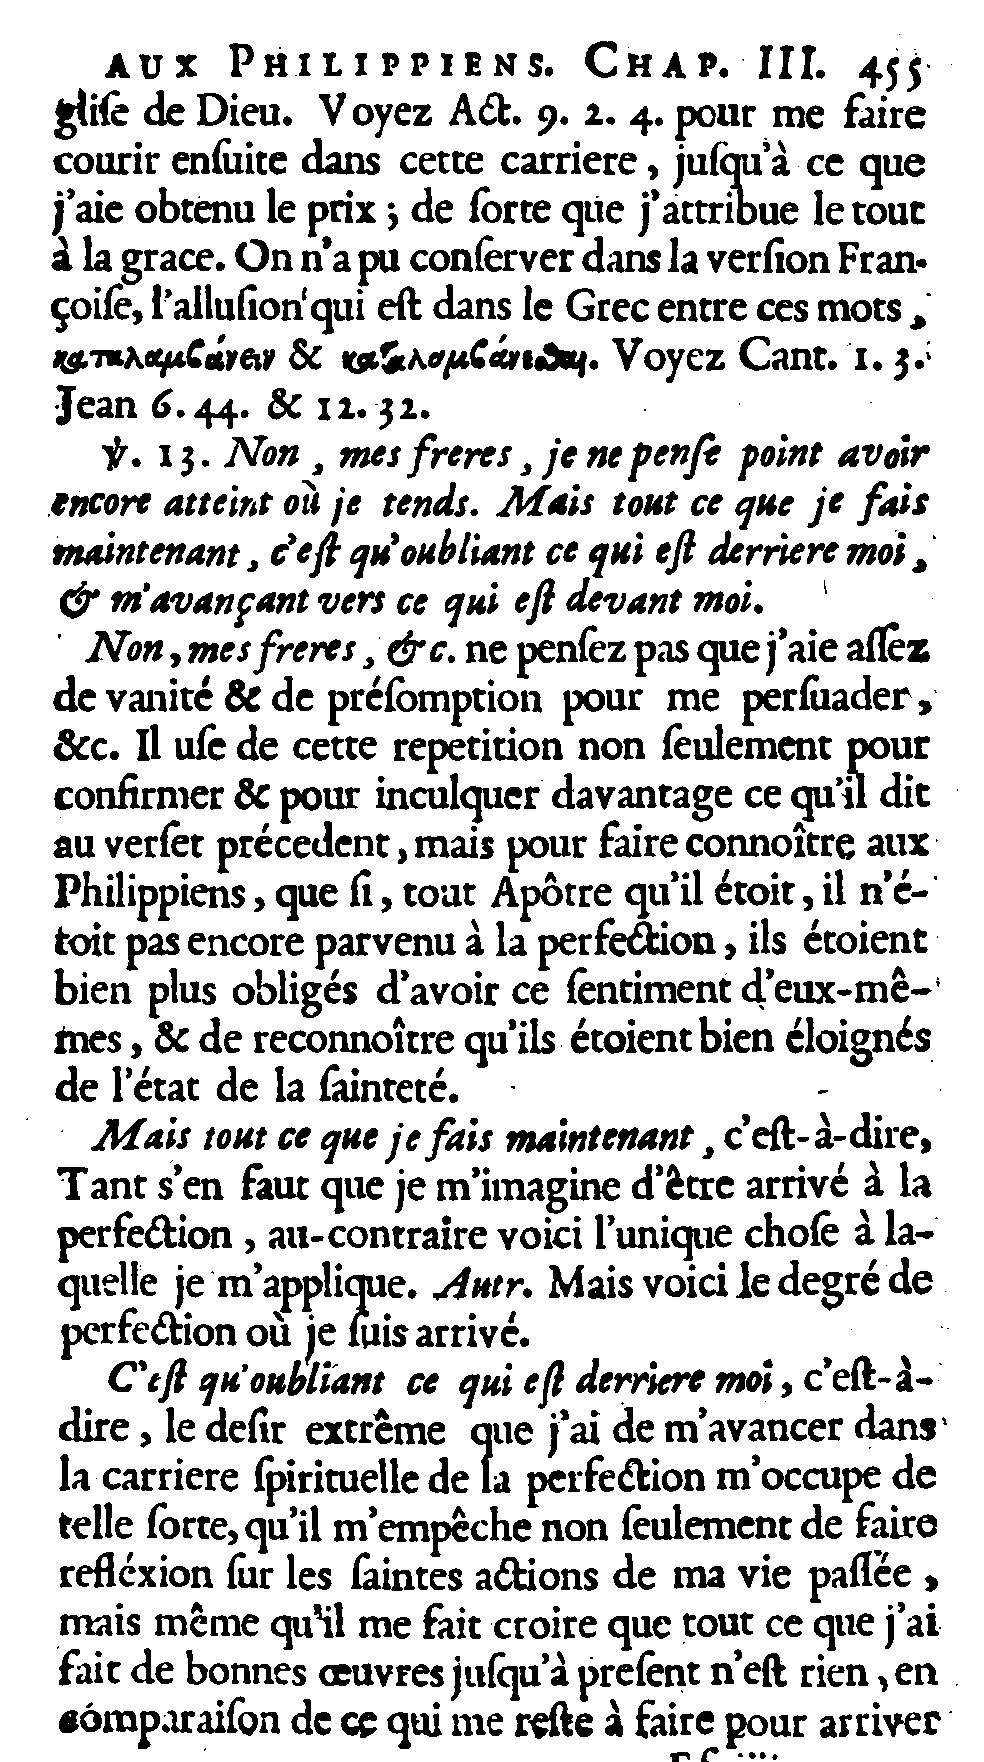 AUX PHILIPPIENS. CHAP. III. 455
gliſe de Dieu. Voyez Act. 9. 2. 4. pour me faire
courir enſuite dans cette carriere, juſqu'à ce que
j'aie obtenu le prix; de ſorte que j'attribue le tout
à la grace. On n'a pu conſerver dans la verſion Fran-
çoiſe, l'alluſion qui eſt dans le Grec entre ces mots,
καταλαμβάνειν & καταλαμβάνεσθαι. Voyez Cant. 1. 3.
Jean 6. 44. & 12. 32.
℣. 13. Non, mes freres, je ne penſe point avoir
encore atteint où je tends. Mais tout ce que je fais
maintenant, c'eſt qu'oubliant ce qui eſt derriere moi,
& m'avançant vers ce qui eſt devant moi.
Non, mes freres, &c. ne penſez pas que j'aie aſſez
de vanité & de préſomption pour me perſuader,
&c. Il uſe de cette repetition non ſeulement pour
confirmer & pour inculquer davantage ce qu'il dit
au verſet précedent, mais pour faire connoître aux
Philippiens, que ſi, tout Apôtre qu'il étoit, il n'é-
toit pas encore parvenu à la perfection, ils étoient
bien plus obligés d'avoir ce ſentiment d'eux-mê-
mes, & de reconnoître qu'ils étoient bien éloignés
de l'état de la ſainteté.
Mais tout ce que je fais maintenant, c'eſt-à-dire,
Tant s'en faut que je m'imagine d'être arrivé à la
perfection, au-contraire voici l'unique choſe à la-
quelle je m'applique. Autr. Mais voici le degré de
perfection où je ſuis arrivé.
C'eſt qu'oubliant ce qui eſt derriere moi, c'eſt-à-
dire, le deſir extrême que j'ai de m'avancer dans
la carriere ſpirituelle de la perfection m'occupe de
telle ſorte, qu'il m'empêche non ſeulement de faire
refléxion ſur les ſaintes actions de ma vie paſſée,
mais même qu'il me fait croire que tout ce que j'ai
fait de bonnes œuvres juſqu'à preſent n'eſt rien, en
comparaiſon de ce qui me reſte à faire pour arriver